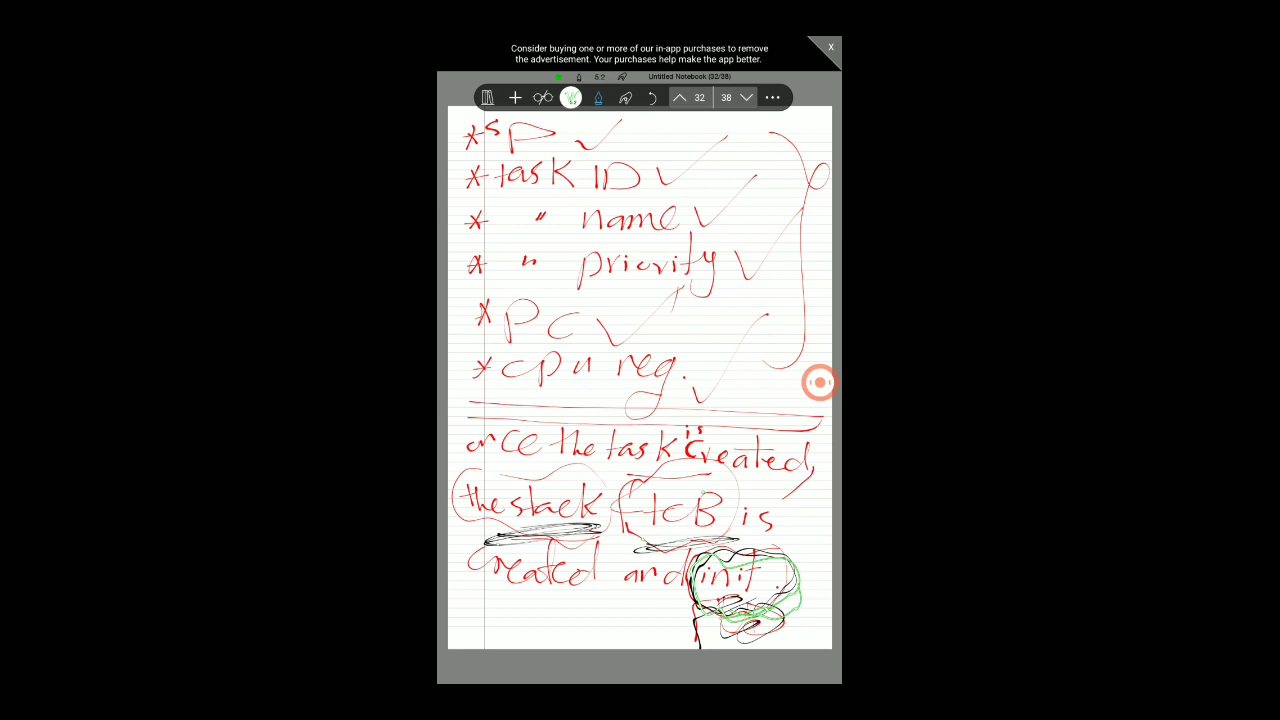 Consider buying one or more of our in-app purchases to remove
the advertisement. Your purchases help make the app better.
X
8.2 Untitled Notebook (32/38)
32 38
* SP
* task ID
* " name
* " priority
* PC
* CPU reg.
once the task is created,
the stack & TCB is
created and init.